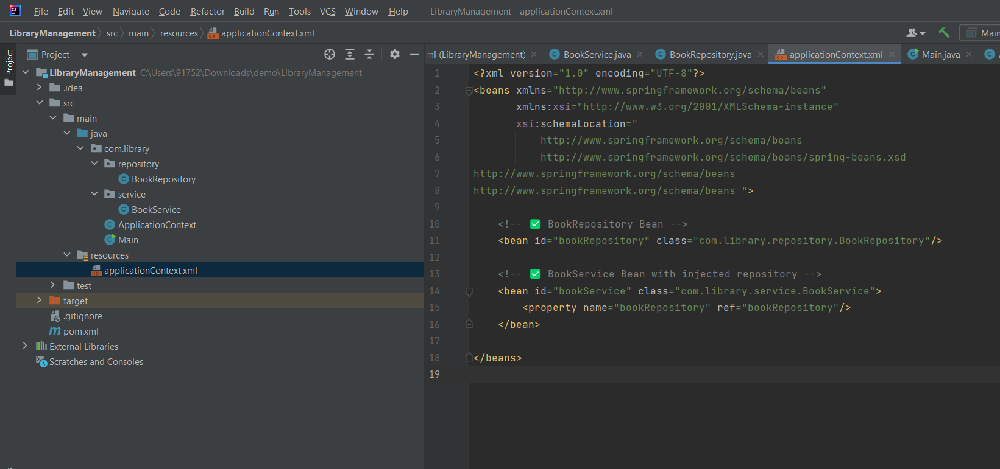 File Edit View Navigate Code Refactor Build Run Tools VCS Window Help LibraryManagement - applicationContext.xml
LibraryManagement src main resources applicationContext.xml Main
Project
Project
ml (LibraryManagement) BookService.java BookRepository.java applicationContext.xml Main.java
LibraryManagement C:\Users\91752\Downloads\demo\LibraryManagement
.idea
src
main
java
com.library
repository
BookRepository
service
BookService
ApplicationContext
Main
resources
applicationContext.xml
test
target
.gitignore
pom.xml
External Libraries
Scratches and Consoles
1 <?xml version="1.0" encoding="UTF-8"?>
2 <beans xmlns="http://www.springframework.org/schema/beans"
3 xmlns:xsi="http://www.w3.org/2001/XMLSchema-instance"
4 xsi:schemaLocation="
5 http://www.springframework.org/schema/beans
6 http://www.springframework.org/schema/beans/spring-beans.xsd
7 http://www.springframework.org/schema/beans
8 http://www.springframework.org/schema/beans ">
9
10 <!-- ✅ BookRepository Bean -->
11 <bean id="bookRepository" class="com.library.repository.BookRepository"/>
12
13 <!-- ✅ BookService Bean with injected repository -->
14 <bean id="bookService" class="com.library.service.BookService">
15 <property name="bookRepository" ref="bookRepository"/>
16 </bean>
17
18 </beans>
19